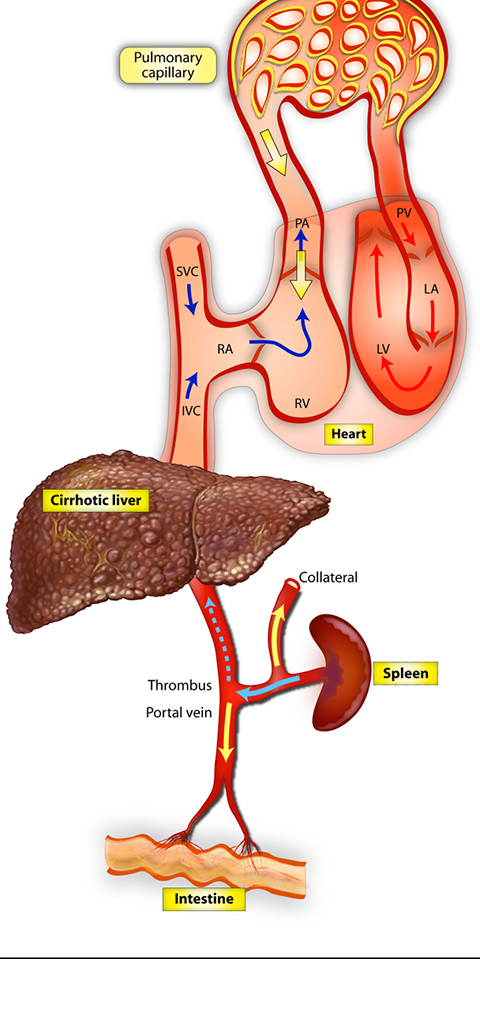 Pulmonary
capillary
PA
PV
SVC
LA
RA
LV
IVC
RV
Heart
Cirrhotic liver
Collateral
Spleen
Thrombus
Portal vein
Intestine